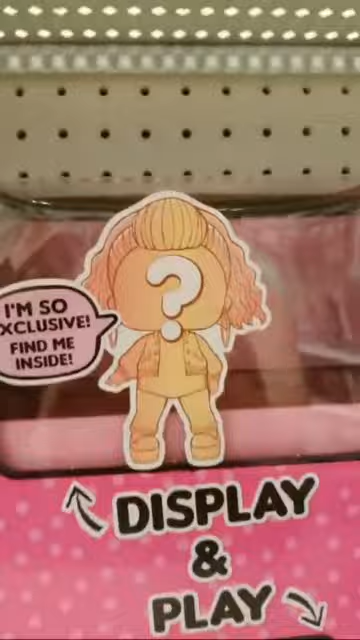 ?
I'M SO
XCLUSIVE!
FIND ME
INSIDE!
DISPLAY
&
PLAY